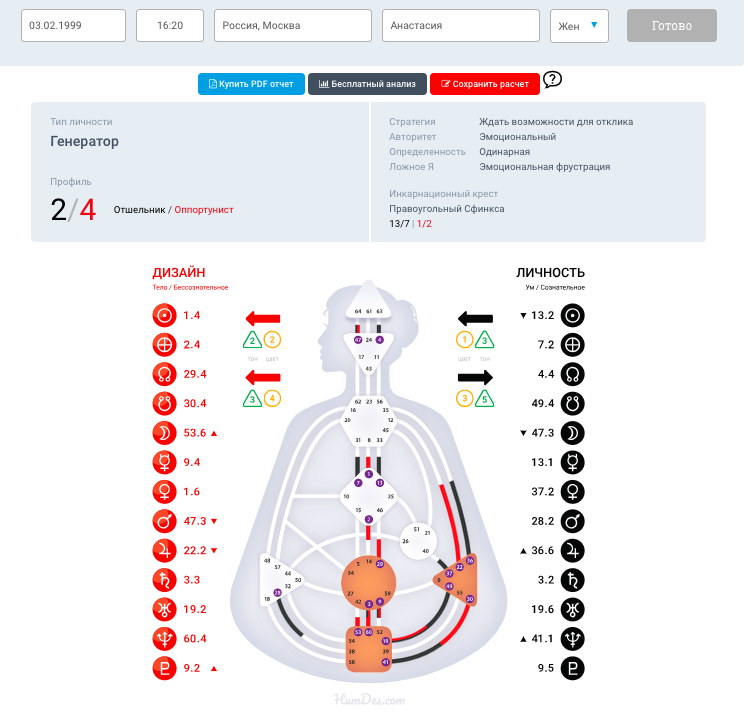 03.02.1999 16:20 Россия, Москва Анастасия Жен Готово
Купить PDF отчет Бесплатный анализ Сохранить расчет
Тип личности
Генератор
Профиль
2/4 Отшельник / Оппортунист
Стратегия Ждать возможности для отклика
Авторитет Эмоциональный
Определенность Одинарная
Ложное Я Эмоциональная фрустрация
Инкарнационный крест
Правоугольный Сфинкса
13/7 | 1/2
ДИЗАЙН
Тело / Бессознательное
1.4
2.4
29.4
30.4
53.6
9.4
1.6
47.3
22.2
3.3
19.2
60.4
9.2
2 2
тон цвет
3 4
64 61 63
47 24 4
17 11
43
62 23 56
16 35
20 12
45
31 8 33
1
7 13
10 25
15 46
2
51 21
26
40
48
57
44
50
32
28
18
5 14 29
34
27 59
42 3 9
36
22
37
6
49
55
30
53 60 52
54 19
38 39
58 41
ЛИЧНОСТЬ
Ум / Сознательное
1 3
цвет тон
3 5
13.2
7.2
4.4
49.4
47.3
13.1
37.2
28.2
36.6
3.2
19.6
41.1
9.5
HumDes.com